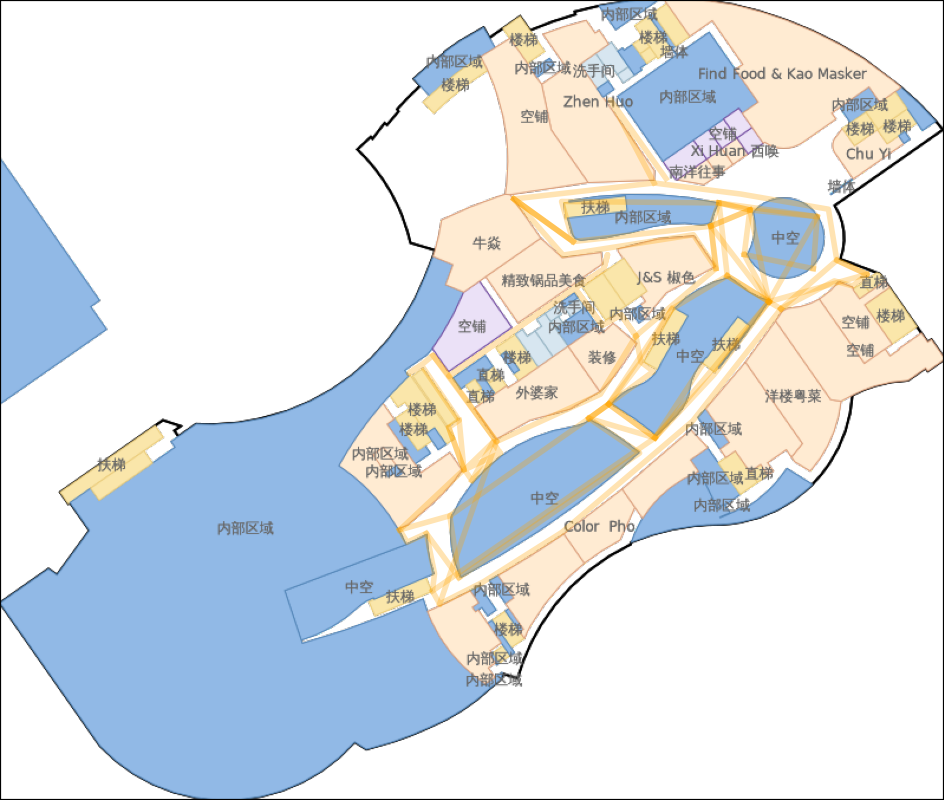 内部区域
楼梯
楼梯
墙体
内部区域
楼梯
内部区域
洗手间
Find Food & Kao Masker
内部区域
Zhen Huo
空铺
内部区域
楼梯
楼梯
空铺
Xi Huan 西唤
南洋往事
Chu Yi
墙体
扶梯
内部区域
中空
牛焱
精致锅品美食
J&S 椒色
直梯
洗手间
内部区域
内部区域
空铺
楼梯
空铺
扶梯
扶梯
中空
空铺
楼梯
装修
直梯
直梯
外婆家
洋楼粤菜
楼梯
楼梯
内部区域
内部区域
内部区域
扶梯
内部区域
直梯
内部区域
中空
内部区域
Color Pho
中空
扶梯
内部区域
楼梯
内部区域
内部区域